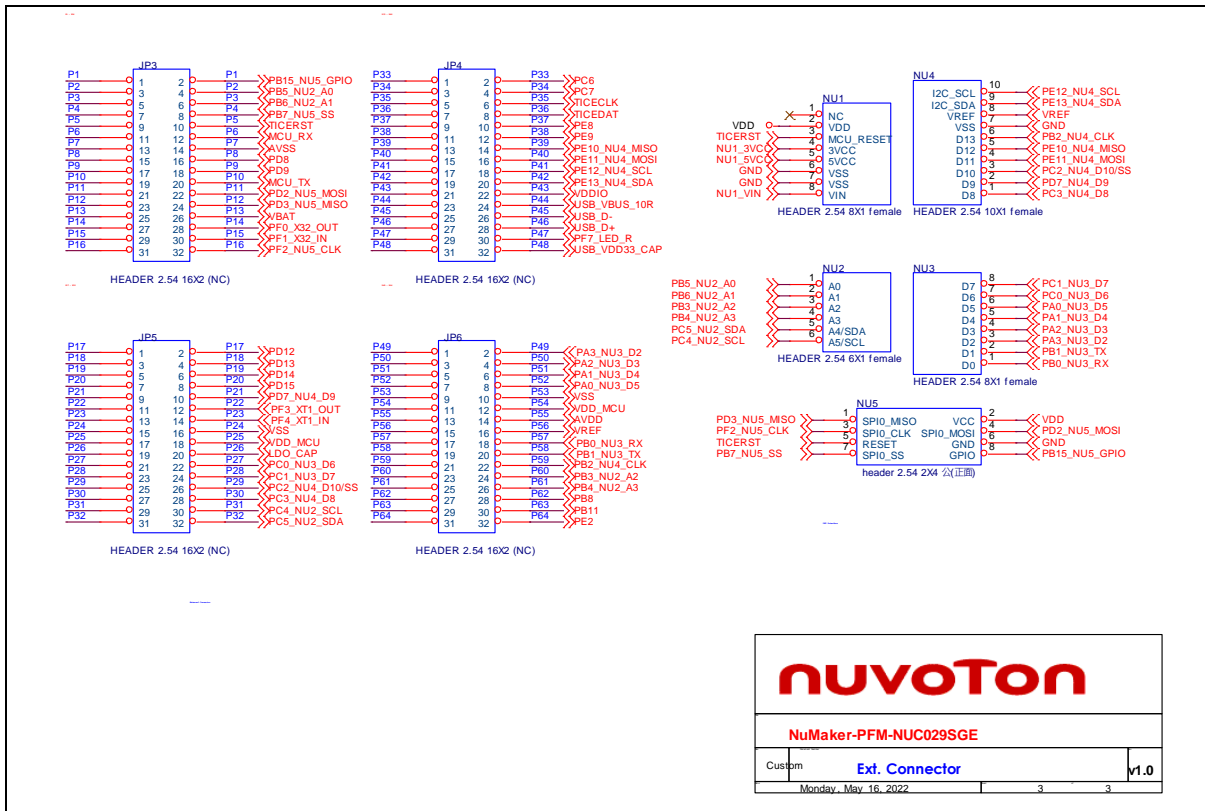 JP3
P1 1 2 P1 PB15_NU5_GPIO
P2 3 4 P2 PB5_NU2_A0
P3 5 6 P3 PB6_NU2_A1
P4 7 8 P4 PB7_NU5_SS
P5 9 10 P5 TICERST
P6 11 12 P6 MCU_RX
P7 13 14 P7 AVSS
P8 15 16 P8 PD8
P9 17 18 P9 PD9
P10 19 20 P10 MCU_TX
P11 21 22 P11 PD2_NU5_MOSI
P12 23 24 P12 PD3_NU5_MISO
P13 25 26 P13 VBAT
P14 27 28 P14 PF0_X32_OUT
P15 29 30 P15 PF1_X32_IN
P16 31 32 P16 PF2_NU5_CLK
HEADER 2.54 16X2 (NC)
JP4
P33 1 2 P33 PC6
P34 3 4 P34 PC7
P35 5 6 P35 TICECLK
P36 7 8 P36 TICEDAT
P37 9 10 P37 PE8
P38 11 12 P38 PE9
P39 13 14 P39 PE10_NU4_MISO
P40 15 16 P40 PE11_NU4_MOSI
P41 17 18 P41 PE12_NU4_SCL
P42 19 20 P42 PE13_NU4_SDA
P43 21 22 P43 VDDIO
P44 23 24 P44 USB_VBUS_10R
P45 25 26 P45 USB_D-
P46 27 28 P46 USB_D+
P47 29 30 P47 PF7_LED_R
P48 31 32 P48 USB_VDD33_CAP
HEADER 2.54 16X2 (NC)
NU1
1 NC
VDD 2 VDD
TICERST 3 MCU_RESET
NU1_3VCC 4 3VCC
NU1_5VCC 5 5VCC
GND 6 VSS
GND 7 VSS
NU1_VIN 8 VIN
HEADER 2.54 8X1 female
NU4
I2C_SCL 10 PE12_NU4_SCL
I2C_SDA 9 PE13_NU4_SDA
VREF 8 VREF
VSS 7 GND
D13 6 PB2_NU4_CLK
D12 5 PE10_NU4_MISO
D11 4 PE11_NU4_MOSI
D10 3 PC2_NU4_D10/SS
D9 2 PD7_NU4_D9
D8 1 PC3_NU4_D8
HEADER 2.54 10X1 female
NU2
PB5_NU2_A0 1 A0
PB6_NU2_A1 2 A1
PB3_NU2_A2 3 A2
PB4_NU2_A3 4 A3
PC5_NU2_SDA 5 A4/SDA
PC4_NU2_SCL 6 A5/SCL
HEADER 2.54 6X1 female
NU3
D7 8 PC1_NU3_D7
D6 7 PC0_NU3_D6
D5 6 PA0_NU3_D5
D4 5 PA1_NU3_D4
D3 4 PA2_NU3_D3
D2 3 PA3_NU3_D2
D1 2 PB1_NU3_TX
D0 1 PB0_NU3_RX
HEADER 2.54 8X1 female
JP5
P17 1 2 P17 PD12
P18 3 4 P18 PD13
P19 5 6 P19 PD14
P20 7 8 P20 PD15
P21 9 10 P21 PD7_NU4_D9
P22 11 12 P22 PF3_XT1_OUT
P23 13 14 P23 PF4_XT1_IN
P24 15 16 P24 VSS
P25 17 18 P25 VDD_MCU
P26 19 20 P26 LDO_CAP
P27 21 22 P27 PC0_NU3_D6
P28 23 24 P28 PC1_NU3_D7
P29 25 26 P29 PC2_NU4_D10/SS
P30 27 28 P30 PC3_NU4_D8
P31 29 30 P31 PC4_NU2_SCL
P32 31 32 P32 PC5_NU2_SDA
HEADER 2.54 16X2 (NC)
JP6
P49 1 2 P49 PA3_NU3_D2
P50 3 4 P50 PA2_NU3_D3
P51 5 6 P51 PA1_NU3_D4
P52 7 8 P52 PA0_NU3_D5
P53 9 10 P53 VSS
P54 11 12 P54 VDD_MCU
P55 13 14 P55 AVDD
P56 15 16 P56 VREF
P57 17 18 P57 PB0_NU3_RX
P58 19 20 P58 PB1_NU3_TX
P59 21 22 P59 PB2_NU4_CLK
P60 23 24 P60 PB3_NU2_A2
P61 25 26 P61 PB4_NU2_A3
P62 27 28 P62 PB8
P63 29 30 P63 PB11
P64 31 32 P64 PE2
HEADER 2.54 16X2 (NC)
NU5
PD3_NU5_MISO 1 SPI0_MISO VCC 2 VDD
PF2_NU5_CLK 3 SPI0_CLK SPI0_MOSI 4 PD2_NU5_MOSI
TICERST 5 RESET GND 6 GND
PB7_NU5_SS 7 SPI0_SS GPIO 8 PB15_NU5_GPIO
header 2.54 2X4 公(正面)
nuvoTon
NuMaker-PFM-NUC029SGE
Custom Ext. Connector v1.0
Monday, May 16, 2022 3 3